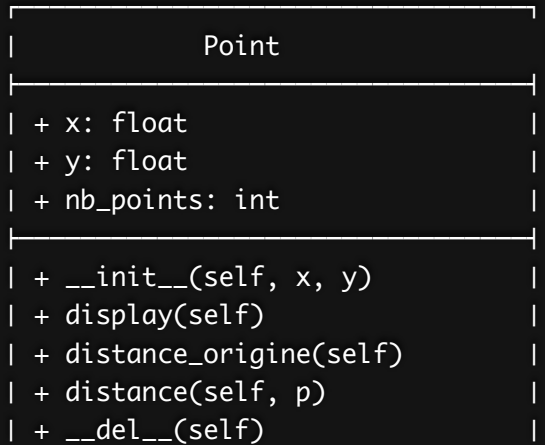 Point
+ x: float
+ y: float
+ nb_points: int
+ __init__(self, x, y)
+ display(self)
+ distance_origine(self)
+ distance(self, p)
+ __del__(self)